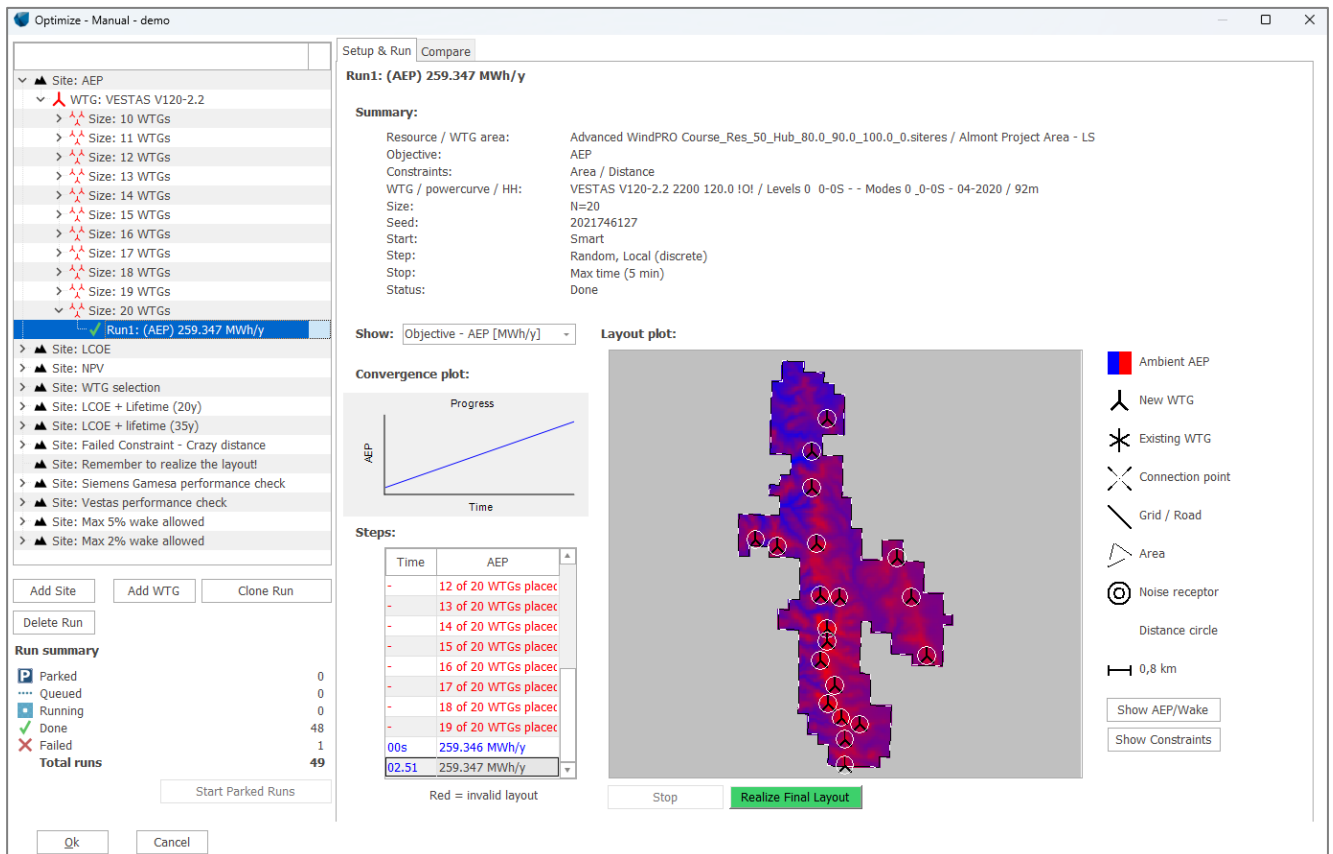 Optimize - Manual - demo
Site: AEP
WTG: VESTAS V120-2.2
Size: 10 WTGs
Size: 11 WTGs
Size: 12 WTGs
Size: 13 WTGs
Size: 14 WTGs
Size: 15 WTGs
Size: 16 WTGs
Size: 17 WTGs
Size: 18 WTGs
Size: 19 WTGs
Size: 20 WTGs
Run1: (AEP) 259.347 MWh/y
Site: LCOE
Site: NPV
Site: WTG selection
Site: LCOE + Lifetime (20y)
Site: LCOE + lifetime (35y)
Site: Failed Constraint - Crazy distance
Site: Remember to realize the layout!
Site: Siemens Gamesa performance check
Site: Vestas performance check
Site: Max 5% wake allowed
Site: Max 2% wake allowed
Add Site Add WTG Clone Run
Delete Run
Run summary
Parked 0
Queued 0
Running 0
Done 48
Failed 1
Total runs 49
Start Parked Runs
Ok Cancel
Setup & Run Compare
Run1: (AEP) 259.347 MWh/y
Summary:
Resource / WTG area: Advanced WindPRO Course_Res_50_Hub_80.0_90.0_100.0_0.siteres / Almont Project Area - LS
Objective: AEP
Constraints: Area / Distance
WTG / powercurve / HH: VESTAS V120-2.2 2200 120.0 !O! / Levels 0 0-0S - - Modes 0 _0-0S - 04-2020 / 92m
Size: N=20
Seed: 2021746127
Start: Smart
Step: Random, Local (discrete)
Stop: Max time (5 min)
Status: Done
Show: Objective - AEP [MWh/y]
Convergence plot:
Progress
AEP
Time
Steps:
Time AEP
- 12 of 20 WTGs placec
- 13 of 20 WTGs placec
- 14 of 20 WTGs placec
- 15 of 20 WTGs placec
- 16 of 20 WTGs placec
- 17 of 20 WTGs placec
- 18 of 20 WTGs placec
- 19 of 20 WTGs placec
00s 259.346 MWh/y
02.51 259.347 MWh/y
Red = invalid layout
Layout plot:
Stop Realize Final Layout
Ambient AEP
New WTG
Existing WTG
Connection point
Grid / Road
Area
Noise receptor
Distance circle
0,8 km
Show AEP/Wake
Show Constraints